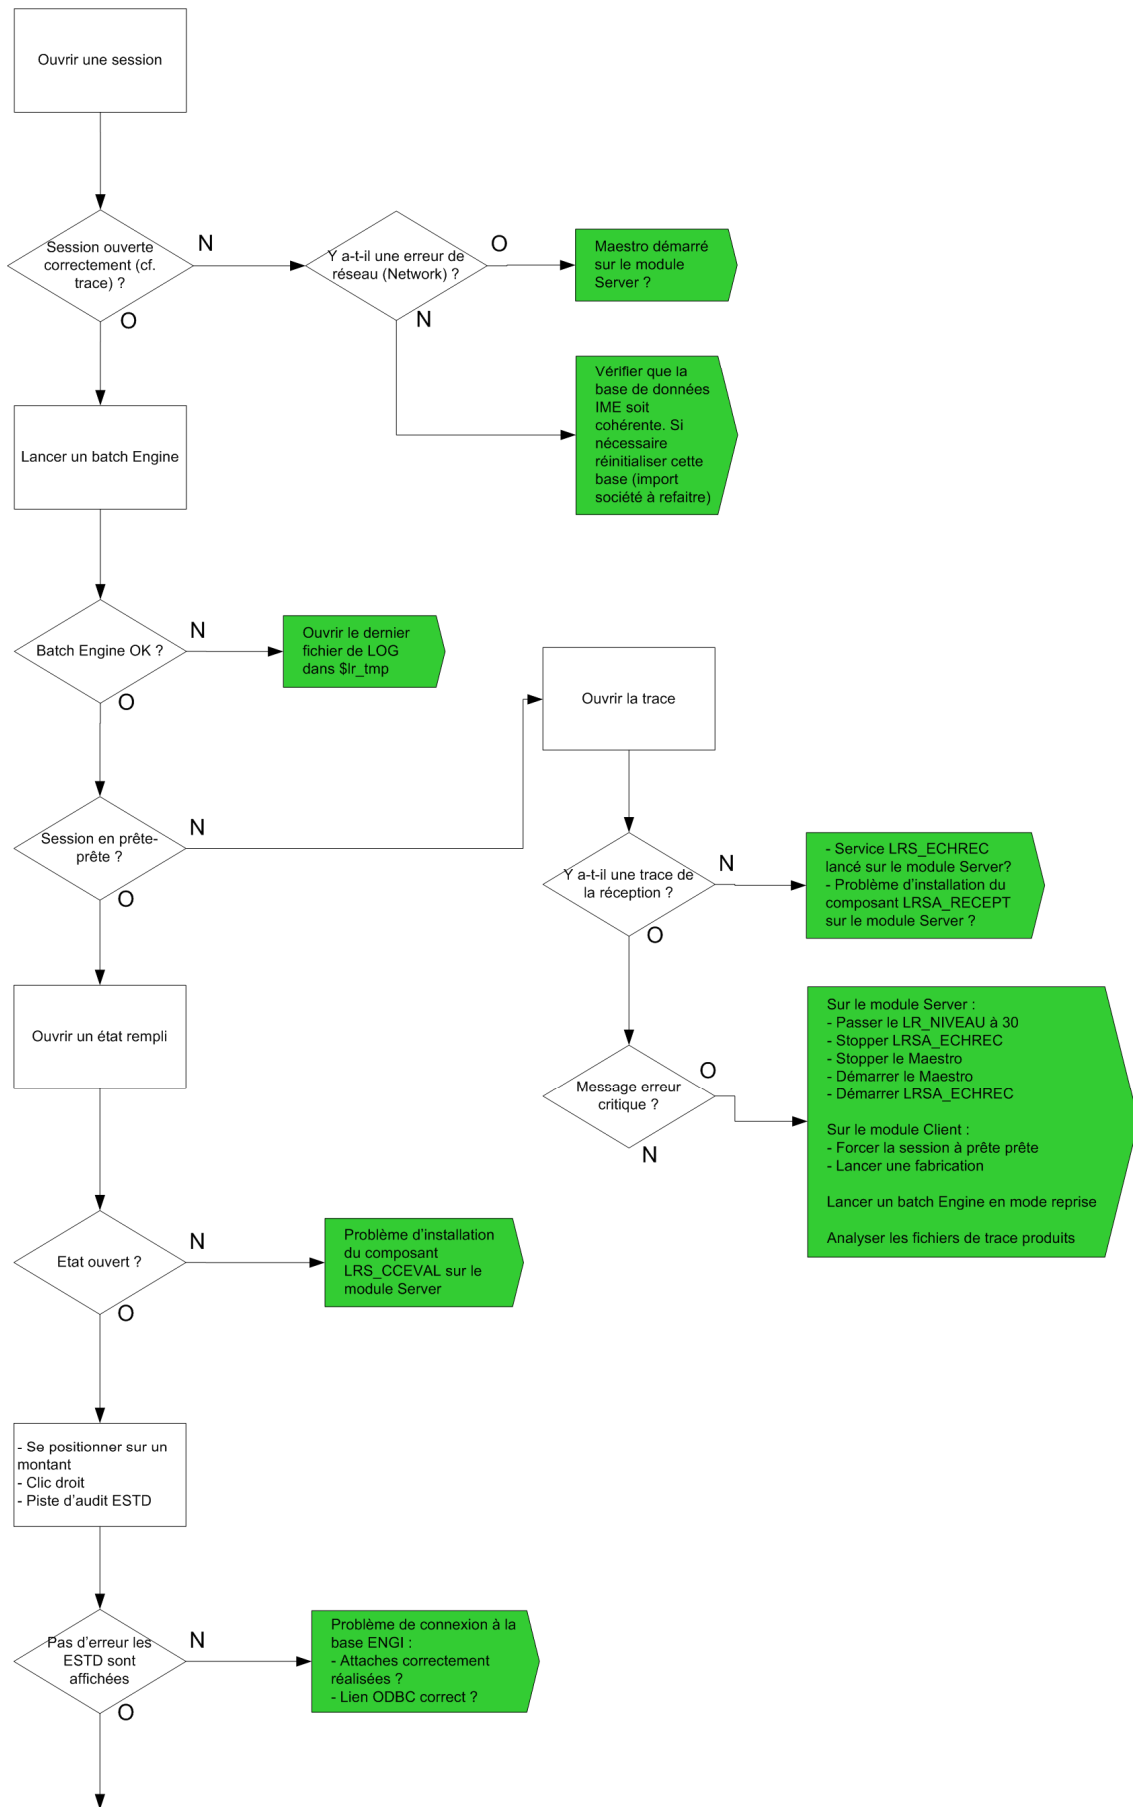 Ouvrir une session
Session ouverte
correctement (cf.
trace) ?
N
O
Y a-t-il une erreur de
réseau (Network) ?
O
N
Maestro démarré
sur le module
Server ?
Vérifier que la
base de données
IME soit
cohérente. Si
nécessaire
réinitialiser cette
base (import
société à refaitre)
Lancer un batch Engine
Batch Engine OK ?
N
O
Ouvrir le dernier
fichier de LOG
dans $lr_tmp
Session en prête-
prête ?
N
O
Ouvrir la trace
Y a-t-il une trace de
la réception ?
N
O
- Service LRS_ECHREC
lancé sur le module Server?
- Problème d'installation du
composant LRSA_RECEPT
sur le module Server ?
Message erreur
critique ?
O
N
Sur le module Server :
- Passer le LR_NIVEAU à 30
- Stopper LRSA_ECHREC
- Stopper le Maestro
- Démarrer le Maestro
- Démarrer LRSA_ECHREC
Sur le module Client :
- Forcer la session à prête prête
- Lancer une fabrication
Lancer un batch Engine en mode reprise
Analyser les fichiers de trace produits
Ouvrir un état rempli
Etat ouvert ?
N
O
Problème d'installation
du composant
LRS_CCEVAL sur le
module Server
- Se positionner sur un
montant
- Clic droit
- Piste d'audit ESTD
Pas d'erreur les
ESTD sont
affichées
N
O
Problème de connexion à la
base ENGI :
- Attaches correctement
réalisées ?
- Lien ODBC correct ?